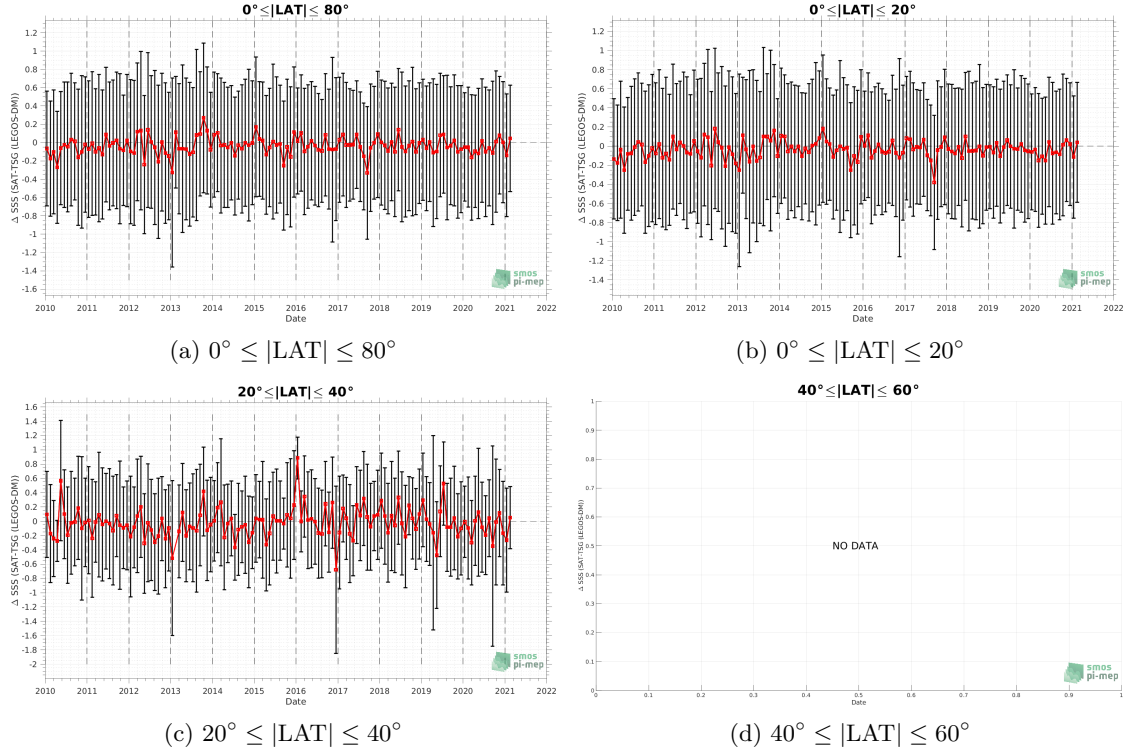 0°≤|LAT|≤ 80°
Δ SSS (SAT-TSG (LEGOS-DM))
1.2
1
0.8
0.6
0.4
0.2
0
-0.2
-0.4
-0.6
-0.8
-1
-1.2
-1.4
-1.6
2010 2011 2012 2013 2014 2015 2016 2017 2018 2019 2020 2021 2022
Date
smos
pi-mep
(a) 0° ≤ |LAT| ≤ 80°
0°≤|LAT|≤ 20°
Δ SSS (SAT-TSG (LEGOS-DM))
1.2
1
0.8
0.6
0.4
0.2
0
-0.2
-0.4
-0.6
-0.8
-1
-1.2
-1.4
2010 2011 2012 2013 2014 2015 2016 2017 2018 2019 2020 2021 2022
Date
smos
pi-mep
(b) 0° ≤ |LAT| ≤ 20°
20°≤|LAT|≤ 40°
Δ SSS (SAT-TSG (LEGOS-DM))
1.6
1.4
1.2
1
0.8
0.6
0.4
0.2
0
-0.2
-0.4
-0.6
-0.8
-1
-1.2
-1.4
-1.6
-1.8
-2
2010 2011 2012 2013 2014 2015 2016 2017 2018 2019 2020 2021 2022
Date
smos
pi-mep
(c) 20° ≤ |LAT| ≤ 40°
40°≤|LAT|≤ 60°
Δ SSS (SAT-TSG (LEGOS-DM))
1
0.9
0.8
0.7
0.6
0.5
0.4
0.3
0.2
0.1
0
NO DATA
0 0.1 0.2 0.3 0.4 0.5 0.6 0.7 0.8 0.9 1
Date
smos
pi-mep
(d) 40° ≤ |LAT| ≤ 60°